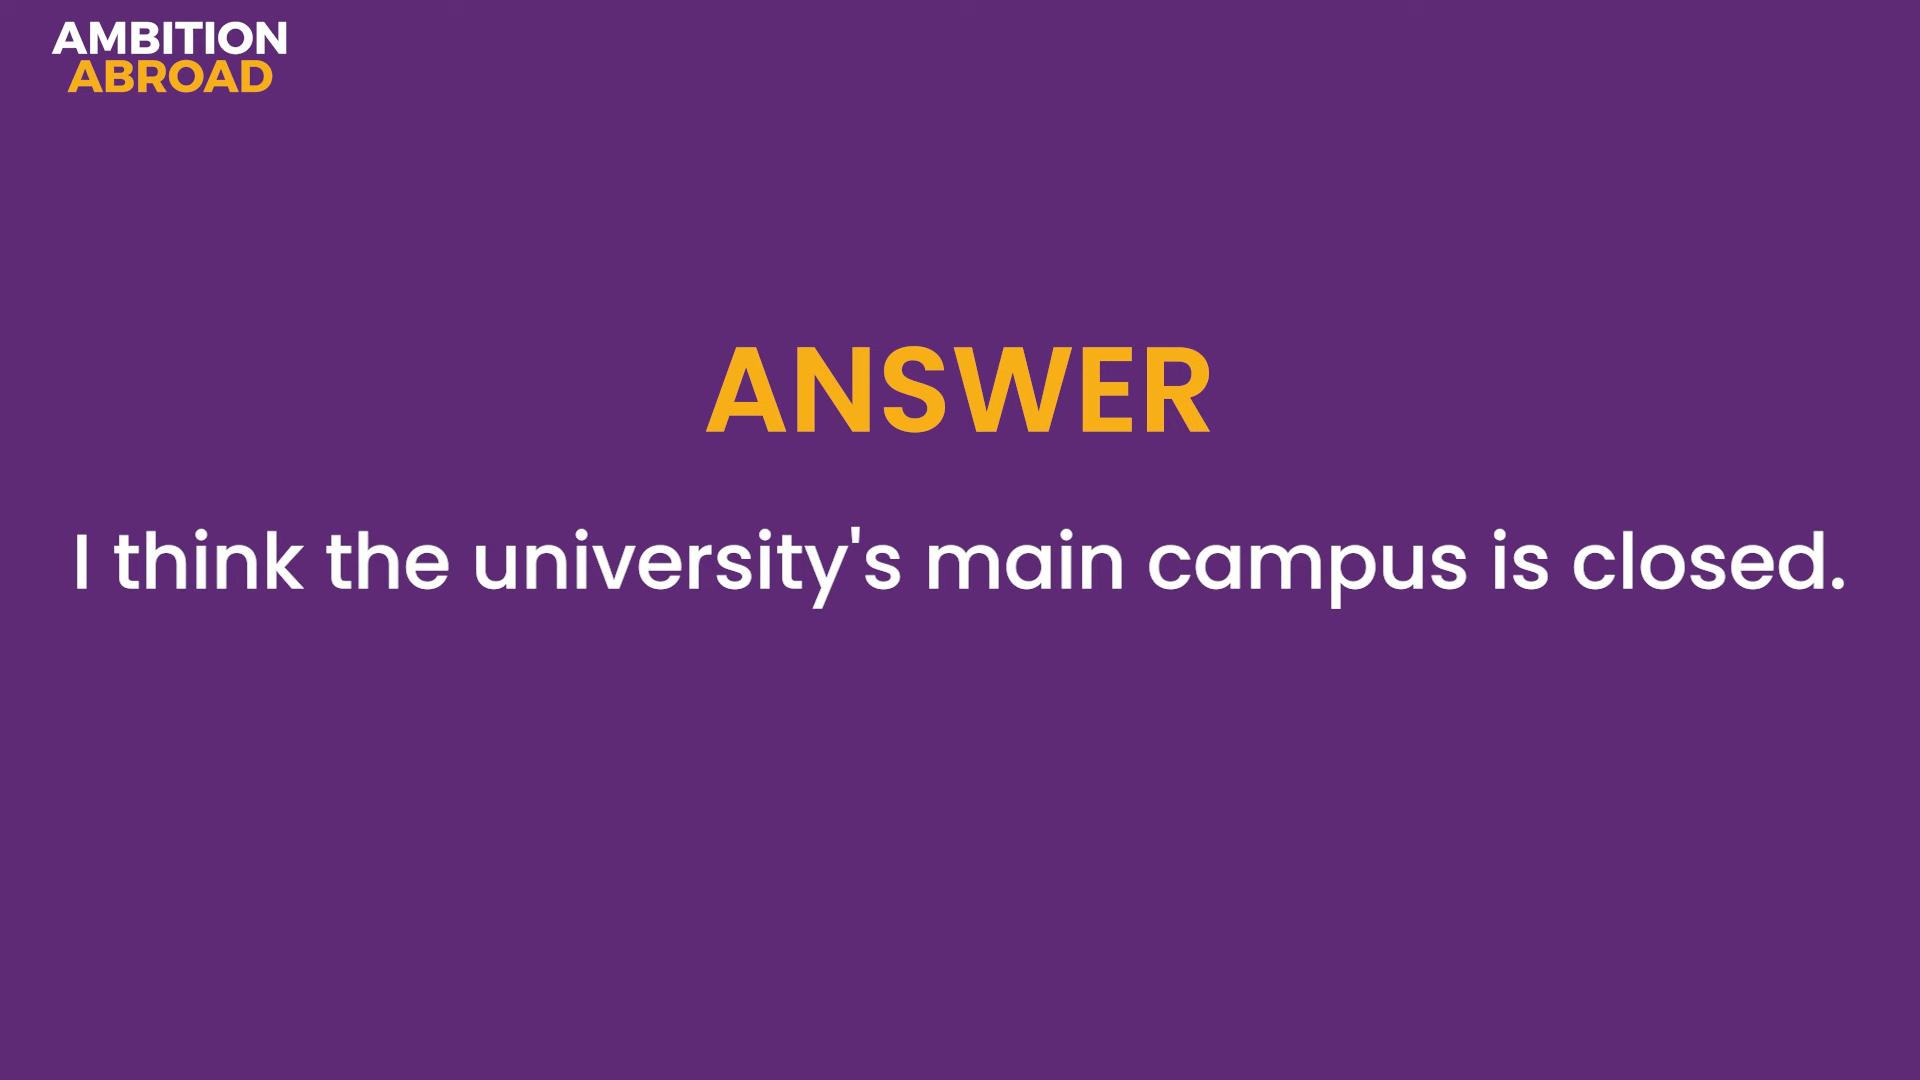 AMBITION
ABROAD
ANSWER
I think the university's main campus is closed.